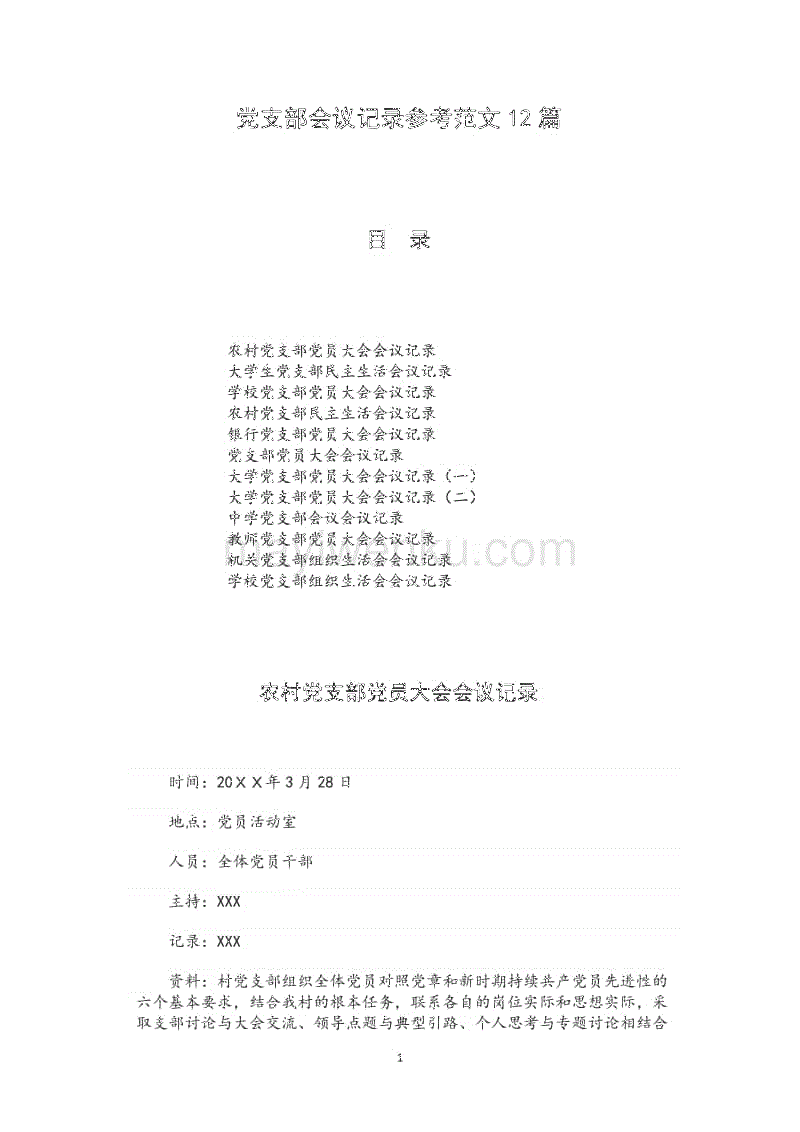 党支部会议记录参考范文12篇
目 录
农村党支部党员大会会议记录
大学生党支部民主生活会议记录
学校党支部党员大会会议记录
农村党支部民主生活会议记录
银行党支部党员大会会议记录
党支部党员大会会议记录
大学党支部党员大会会议记录（一）
大学党支部党员大会会议记录（二）
中学党支部会议会议记录
教师党支部党员大会会议记录
mayiwenku.com
机关党支部组织生活会会议记录
学校党支部组织生活会会议记录
农村党支部党员大会会议记录
时间：20ＸＸ年3月28日
地点：党员活动室
人员：全体党员干部
主持：XXX
记录：XXX
资料：村党支部组织全体党员对照党章和新时期持续共产党员先进性的
六个基本要求，结合我村的根本任务，联系各自的岗位实际和思想实际，采
取支部讨论与大会交流、领导点题与典型引路、个人思考与专题讨论相结合
1